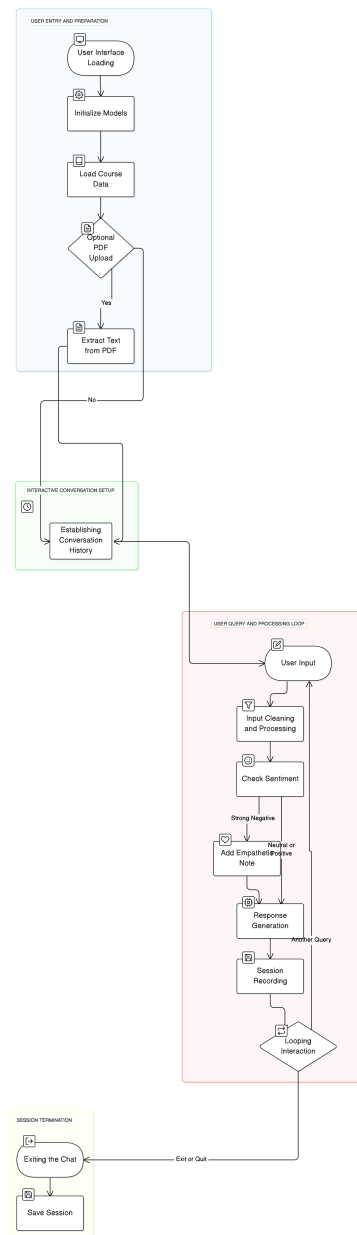 USER ENTRY AND PREPARATION
User Interface
Loading
Initialize Models
Load Course
Data
Optional
PDF
Upload
Yes
Extract Text
from PDF
No
INTERACTIVE CONVERSATION SETUP
Establishing
Conversation
History
USER QUERY AND PROCESSING LOOP
User Input
Input Cleaning
and Processing
Check Sentiment
Strong Negative
Neutral or
Positive
Add Empathetic
Note
Response
Generation
Another Query
Session
Recording
Looping
Interaction
SESSION TERMINATION
Exiting the Chat
Exit or Quit
Save Session